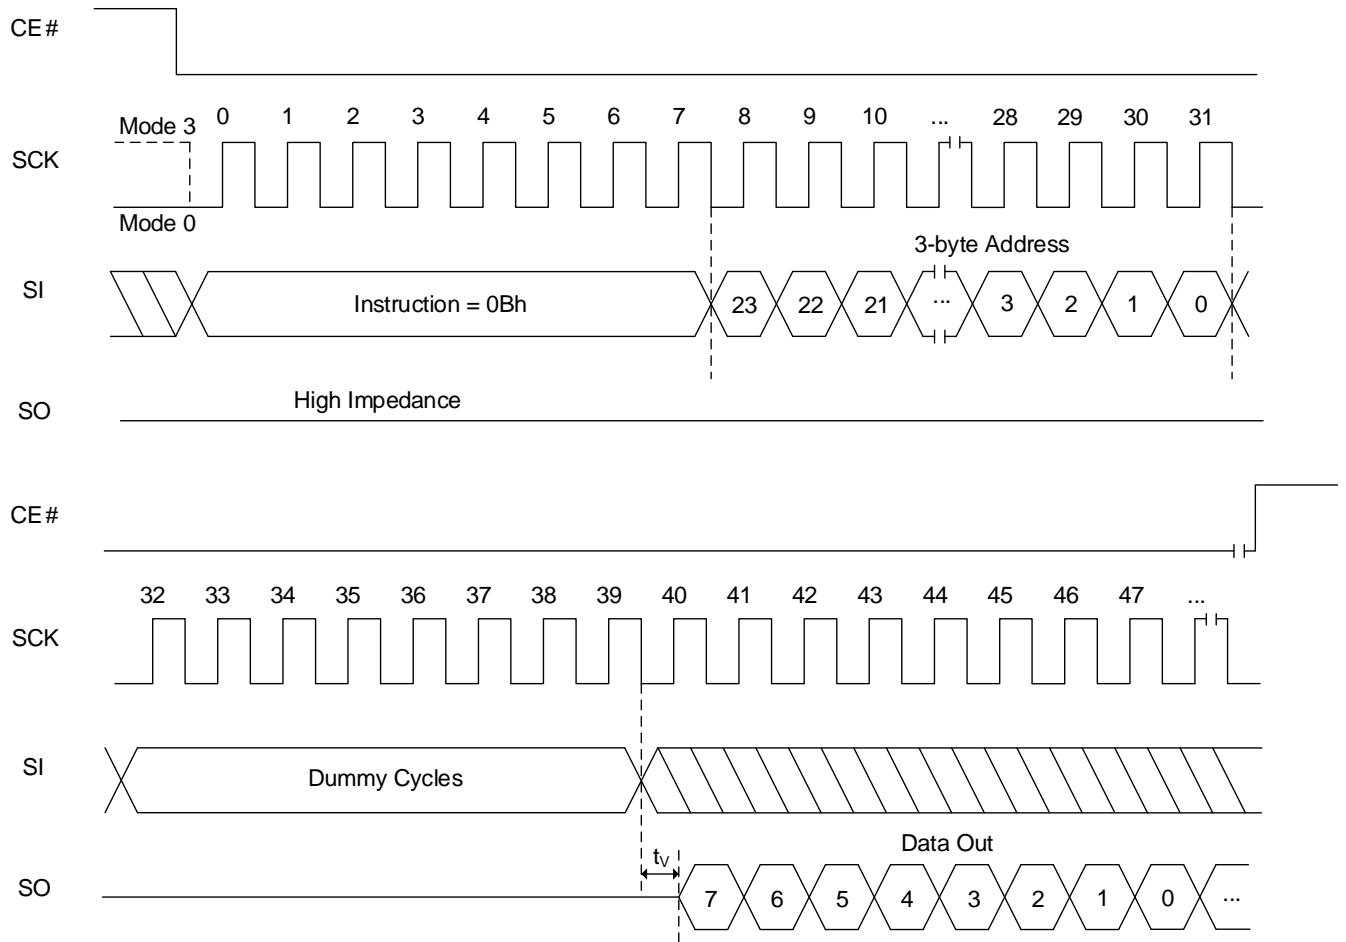 CE#
Mode 3 0 1 2 3 4 5 6 7 8 9 10 ... 28 29 30 31
SCK
Mode 0
3-byte Address
SI Instruction = 0Bh 23 22 21 ... 3 2 1 0
SO High Impedance
CE#
32 33 34 35 36 37 38 39 40 41 42 43 44 45 46 47 ...
SCK
SI Dummy Cycles
Data Out
tV
SO 7 6 5 4 3 2 1 0 ...